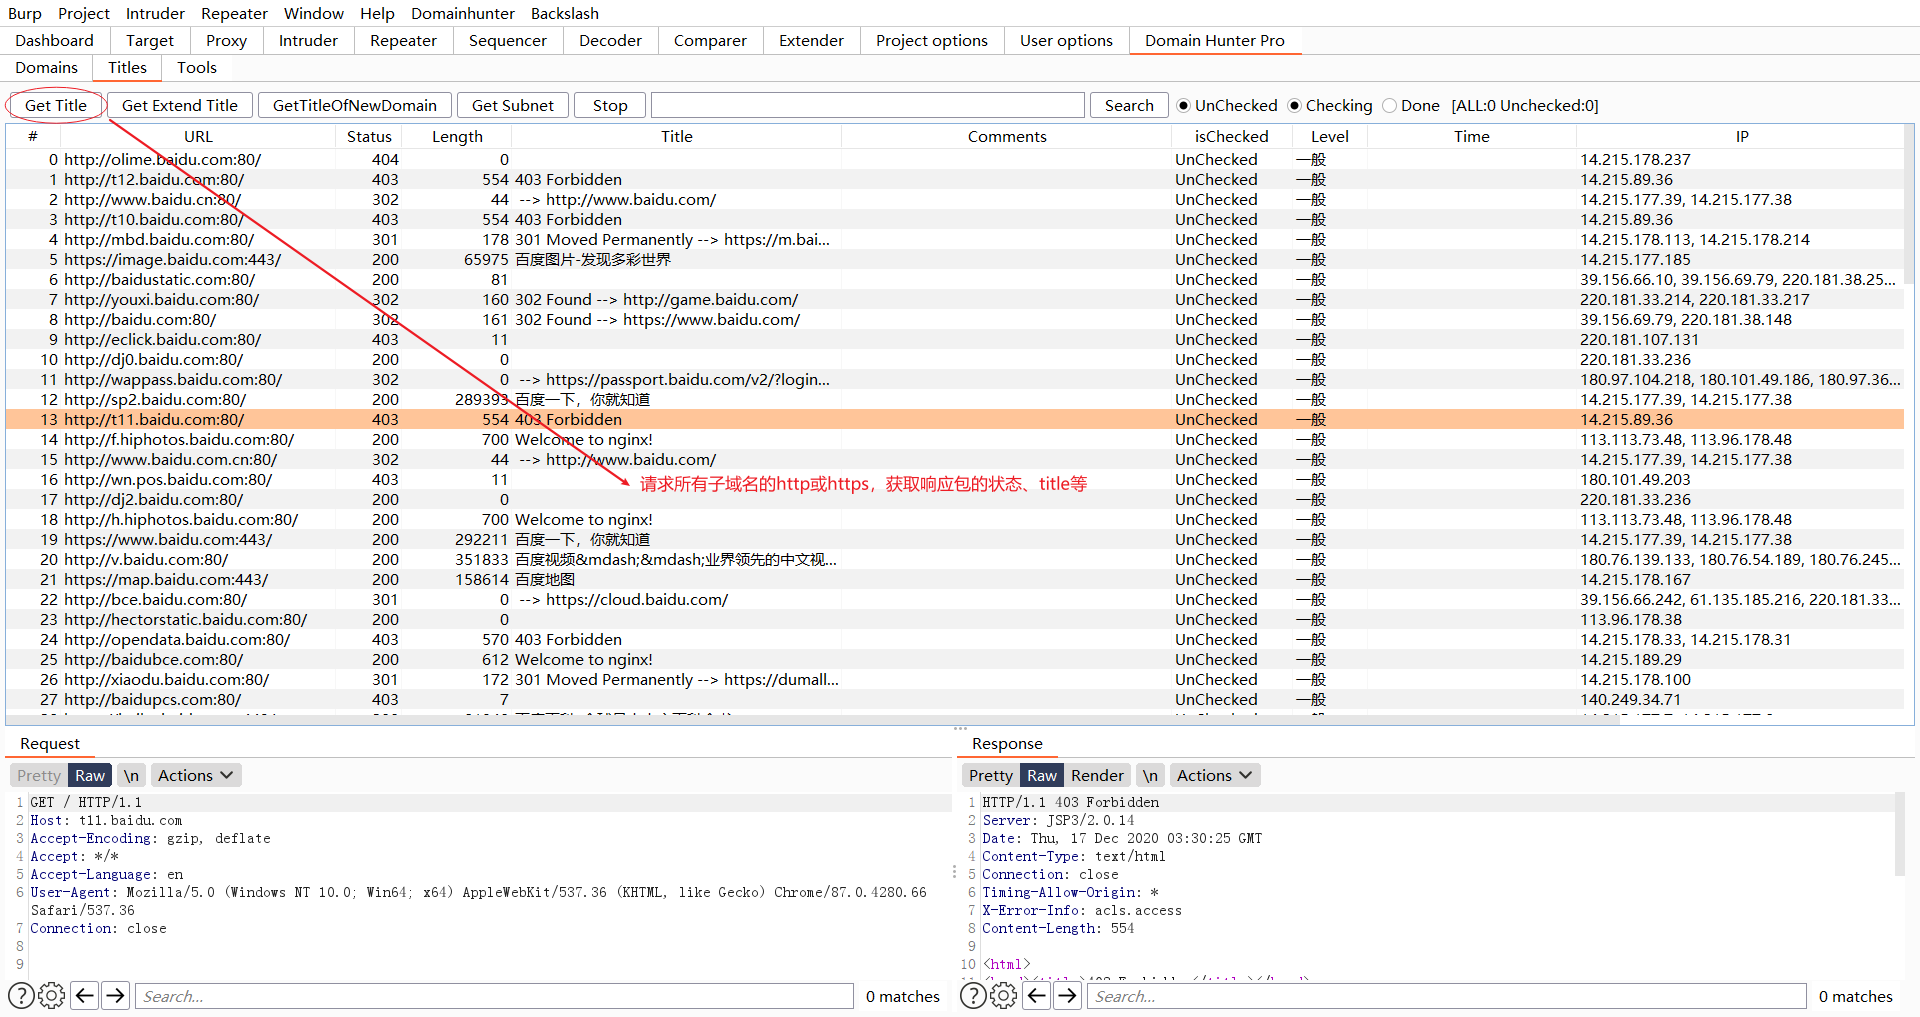 Burp Project Intruder Repeater Window Help Domainhunter Backslash
Dashboard Target Proxy Intruder Repeater Sequencer Decoder Comparer Extender Project options User options Domain Hunter Pro
Domains Titles Tools
Get Title Get Extend Title GetTitleOfNewDomain Get Subnet Stop Search UnChecked Checking Done [ALL:0 Unchecked:0]
# URL Status Length Title Comments isChecked Level Time IP
0 http://olime.baidu.com:80/ 404 0 UnChecked 一般 14.215.178.237
1 http://t12.baidu.com:80/ 403 554 403 Forbidden UnChecked 一般 14.215.89.36
2 http://www.baidu.cn:80/ 302 44 --> http://www.baidu.com/ UnChecked 一般 14.215.177.39, 14.215.177.38
3 http://t10.baidu.com:80/ 403 554 403 Forbidden UnChecked 一般 14.215.89.36
4 http://mbd.baidu.com:80/ 301 178 301 Moved Permanently --> https://m.bai... UnChecked 一般 14.215.178.113, 14.215.178.214
5 https://image.baidu.com:443/ 200 65975 百度图片-发现多彩世界 UnChecked 一般 14.215.177.185
6 http://baidustatic.com:80/ 200 81 UnChecked 一般 39.156.66.10, 39.156.69.79, 220.181.38.25...
7 http://youxi.baidu.com:80/ 302 160 302 Found --> http://game.baidu.com/ UnChecked 一般 220.181.33.214, 220.181.33.217
8 http://baidu.com:80/ 302 161 302 Found --> https://www.baidu.com/ UnChecked 一般 39.156.69.79, 220.181.38.148
9 http://eclick.baidu.com:80/ 403 11 UnChecked 一般 220.181.107.131
10 http://dj0.baidu.com:80/ 200 0 UnChecked 一般 220.181.33.236
11 http://wappass.baidu.com:80/ 302 0 --> https://passport.baidu.com/v2/?login... UnChecked 一般 180.97.104.218, 180.101.49.186, 180.97.36...
12 http://sp2.baidu.com:80/ 200 289393 百度一下，你就知道 UnChecked 一般 14.215.177.39, 14.215.177.38
13 http://t11.baidu.com:80/ 403 554 403 Forbidden UnChecked 一般 14.215.89.36
14 http://f.hiphotos.baidu.com:80/ 200 700 Welcome to nginx! UnChecked 一般 113.113.73.48, 113.96.178.48
15 http://www.baidu.com.cn:80/ 302 44 --> http://www.baidu.com/ UnChecked 一般 14.215.177.39, 14.215.177.38
16 http://wn.pos.baidu.com:80/ 403 11 UnChecked 一般 180.101.49.203
请求所有子域名的http或https，获取响应包的状态、title等
17 http://dj2.baidu.com:80/ 200 0 UnChecked 一般 220.181.33.236
18 http://h.hiphotos.baidu.com:80/ 200 700 Welcome to nginx! UnChecked 一般 113.113.73.48, 113.96.178.48
19 https://www.baidu.com:443/ 200 292211 百度一下，你就知道 UnChecked 一般 14.215.177.39, 14.215.177.38
20 http://v.baidu.com:80/ 200 351833 百度视频&mdash;&mdash;业界领先的中文视... UnChecked 一般 180.76.139.133, 180.76.54.189, 180.76.245...
21 https://map.baidu.com:443/ 200 158614 百度地图 UnChecked 一般 14.215.178.167
22 http://bce.baidu.com:80/ 301 0 --> https://cloud.baidu.com/ UnChecked 一般 39.156.66.242, 61.135.185.216, 220.181.33...
23 http://hectorstatic.baidu.com:80/ 200 0 UnChecked 一般 113.96.178.38
24 http://opendata.baidu.com:80/ 403 570 403 Forbidden UnChecked 一般 14.215.178.33, 14.215.178.31
25 http://baidubce.com:80/ 200 612 Welcome to nginx! UnChecked 一般 14.215.189.29
26 http://xiaodu.baidu.com:80/ 301 172 301 Moved Permanently --> https://dumall... UnChecked 一般 14.215.178.100
27 http://baidupcs.com:80/ 403 7 UnChecked 一般 140.249.34.71
Request
Pretty Raw \n Actions
1 GET / HTTP/1.1
2 Host: t11.baidu.com
3 Accept-Encoding: gzip, deflate
4 Accept: */*
5 Accept-Language: en
6 User-Agent: Mozilla/5.0 (Windows NT 10.0; Win64; x64) AppleWebKit/537.36 (KHTML, like Gecko) Chrome/87.0.4280.66
Safari/537.36
7 Connection: close
8
9
? Search... 0 matches
Response
Pretty Raw Render \n Actions
1 HTTP/1.1 403 Forbidden
2 Server: JSP3/2.0.14
3 Date: Thu, 17 Dec 2020 03:30:25 GMT
4 Content-Type: text/html
5 Connection: close
6 Timing-Allow-Origin: *
7 X-Error-Info: acls.access
8 Content-Length: 554
9
10 <html>
? Search... 0 matches